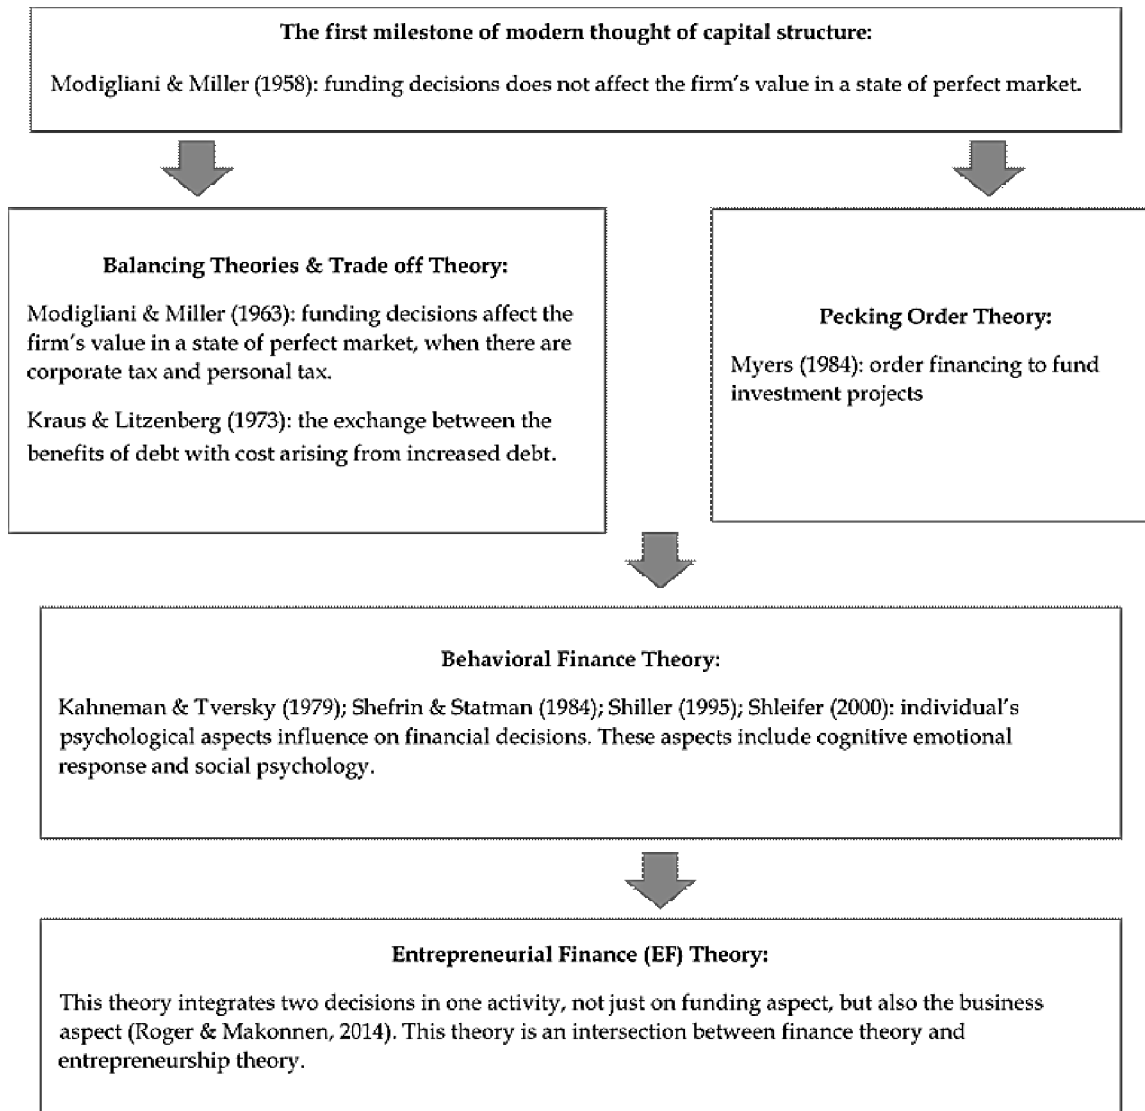 The first milestone of modern thought of capital structure:
Modigliani & Miller (1958): funding decisions does not affect the firm's value in a state of perfect market.
Balancing Theories & Trade off Theory:
Modigliani & Miller (1963): funding decisions affect the
firm's value in a state of perfect market, when there are
corporate tax and personal tax.
Kraus & Litzenberg (1973): the exchange between the
benefits of debt with cost arising from increased debt.
Pecking Order Theory:
Myers (1984): order financing to fund
investment projects
Behavioral Finance Theory:
Kahneman & Tversky (1979); Shefrin & Statman (1984); Shiller (1995); Shleifer (2000): individual's
psychological aspects influence on financial decisions. These aspects include cognitive emotional
response and social psychology.
Entrepreneurial Finance (EF) Theory:
This theory integrates two decisions in one activity, not just on funding aspect, but also the business
aspect (Roger & Makonnen, 2014). This theory is an intersection between finance theory and
entrepreneurship theory.